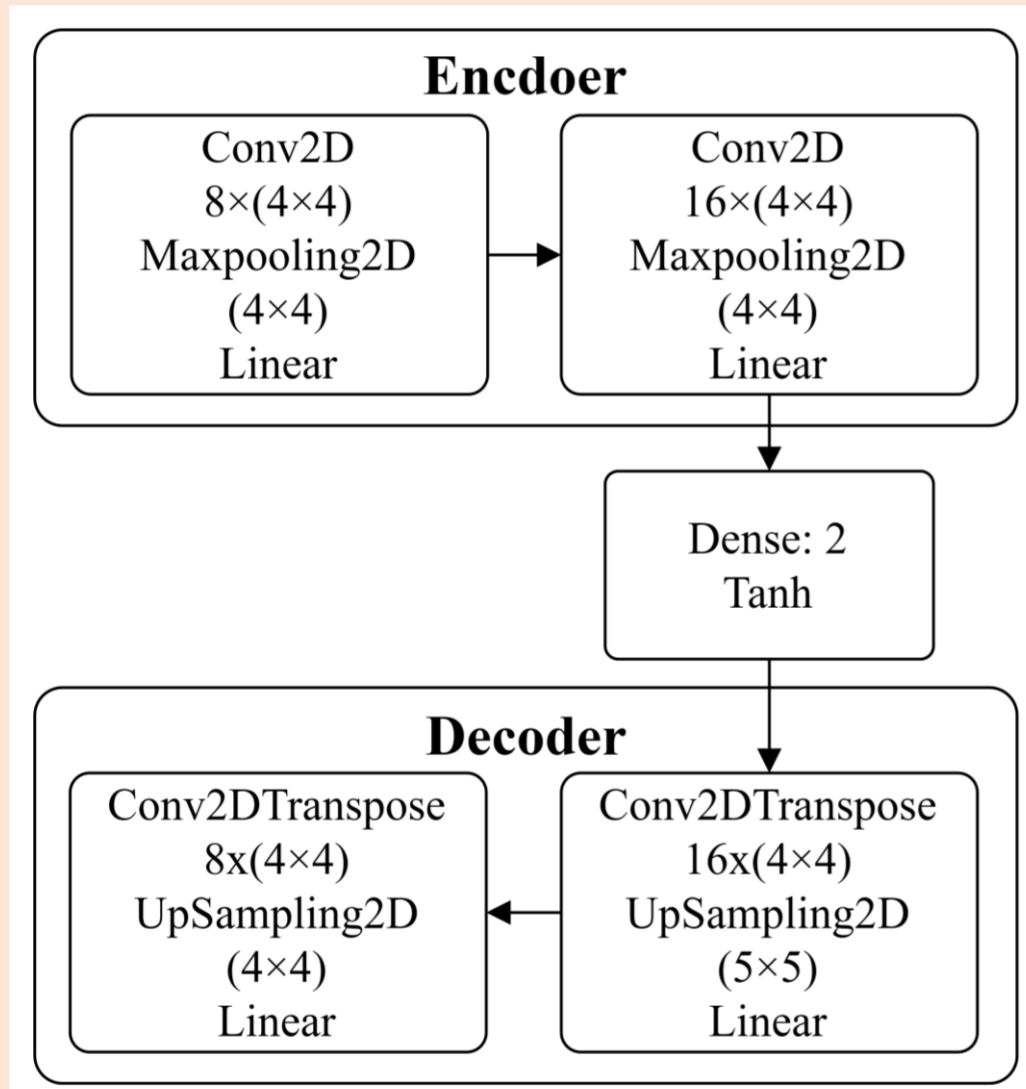 Encdoer
Conv2D
8×(4×4)
Maxpooling2D
(4×4)
Linear
Conv2D
16×(4×4)
Maxpooling2D
(4×4)
Linear
Dense: 2
Tanh
Decoder
Conv2DTranspose
16x(4×4)
UpSampling2D
(5×5)
Linear
Conv2DTranspose
8x(4×4)
UpSampling2D
(4×4)
Linear